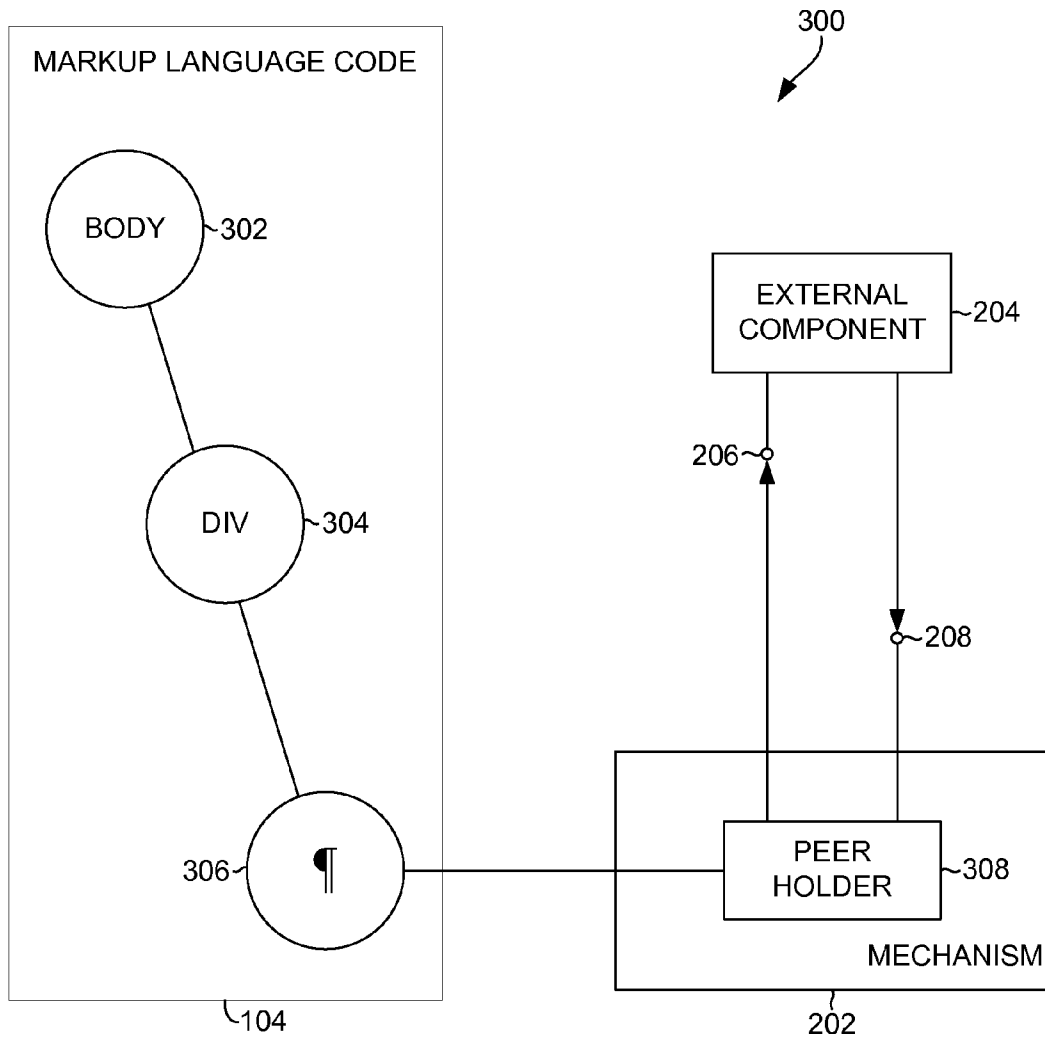 300
MARKUP LANGUAGE CODE
BODY
302
EXTERNAL
COMPONENT
204
206
DIV
304
208
306
¶
PEER
HOLDER
308
MECHANISM
104
202